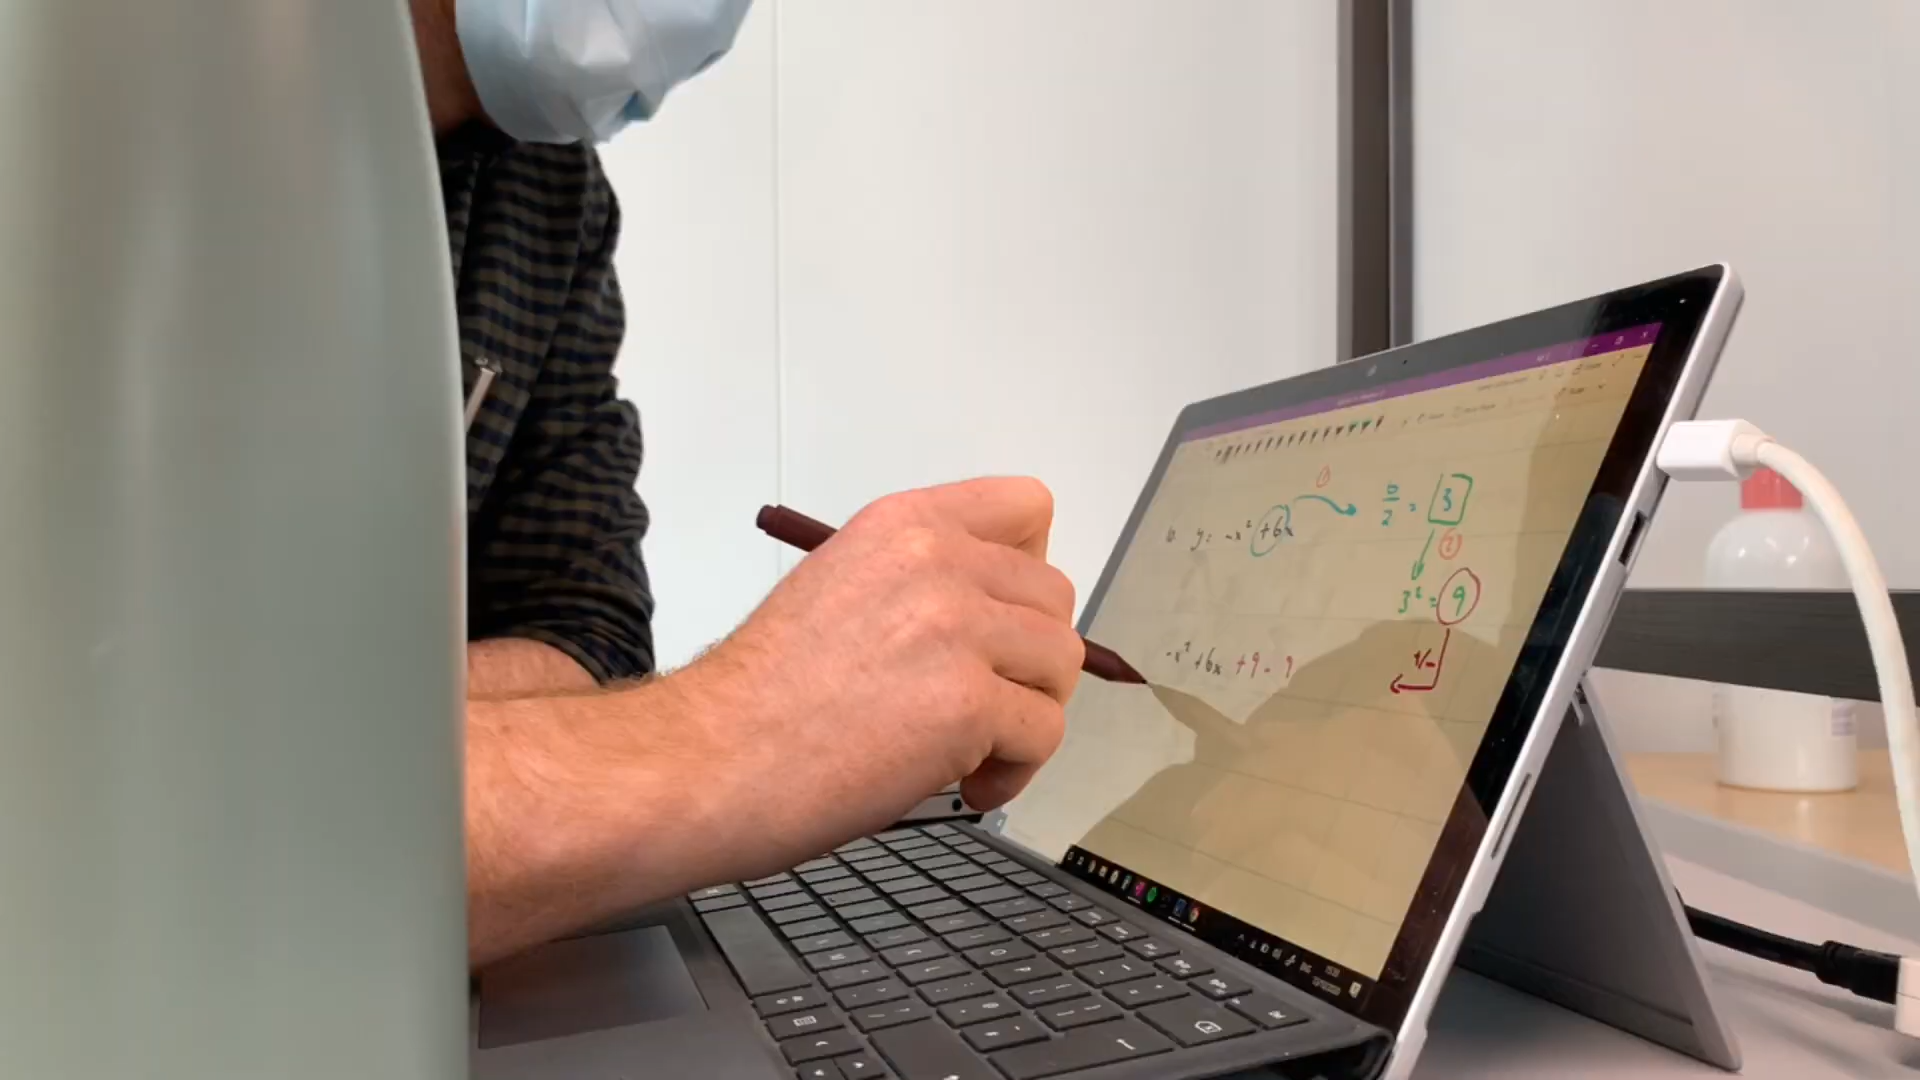 b. y = -x² +6x
①
6/2 = 3
②
3² = 9
+/-
-x² +6x +9 - 9